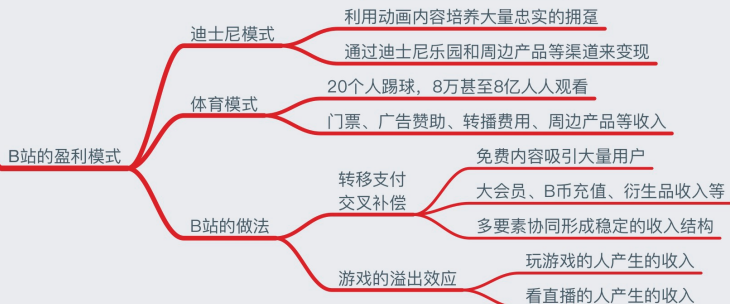 B站的盈利模式
迪士尼模式
利用动画内容培养大量忠实的拥趸
通过迪士尼乐园和周边产品等渠道来变现
体育模式
20个人踢球，8万甚至8亿人人观看
门票、广告赞助、转播费用、周边产品等收入
B站的做法
转移支付
交叉补偿
免费内容吸引大量用户
大会员、B币充值、衍生品收入等
多要素协同形成稳定的收入结构
游戏的溢出效应
玩游戏的人产生的收入
看直播的人产生的收入